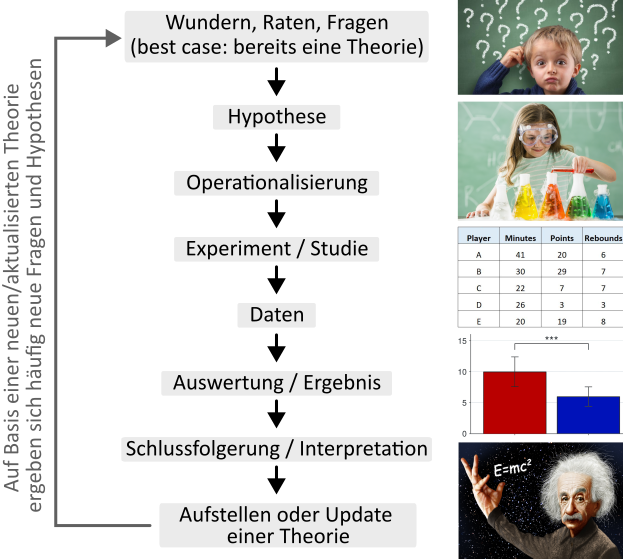 Wundern, Raten, Fragen
(best case: bereits eine Theorie)
Hypothese
Operationalisierung
Experiment / Studie
Daten
Auswertung / Ergebnis
Schlussfolgerung / Interpretation
Aufstellen oder Update
einer Theorie
Auf Basis einer neuen/aktualisierten Theorie
ergeben sich häufig neue Fragen und Hypothesen
? ? ? ? ? ? ? ? ? ? ? ?
Player Minutes Points Rebounds
A 41 20 6
B 30 29 7
C 22 7 7
D 26 3 3
E 20 19 8
***
15
10
5
0
E=mc²